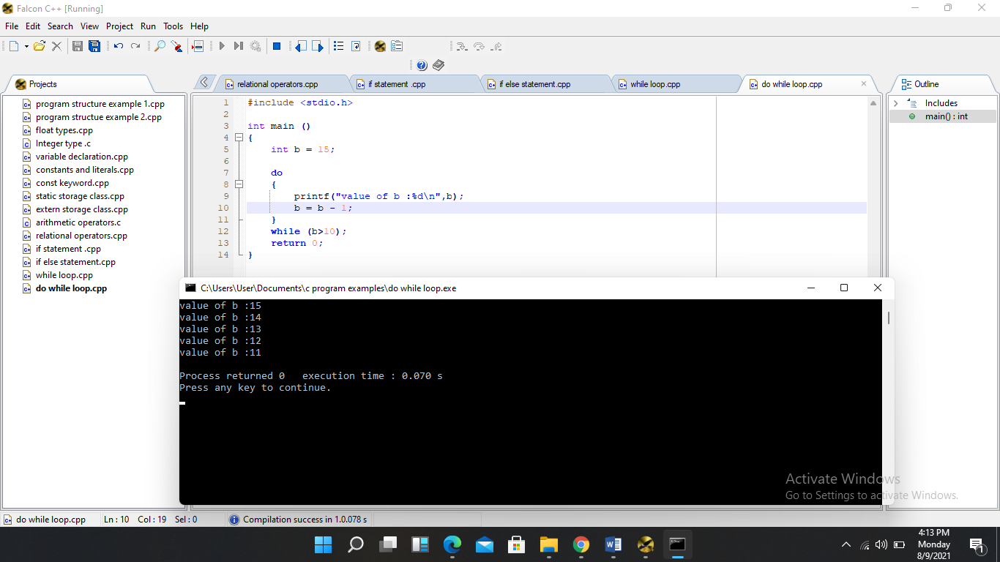 Falcon C++ [Running]
File Edit Search View Project Run Tools Help
Projects
relational operators.cpp
if statement .cpp
if else statement.cpp
while loop.cpp
do while loop.cpp
Outline
program structure example 1.cpp
program structue example 2.cpp
float types.cpp
Integer type .c
variable declaration.cpp
constants and literals.cpp
const keyword.cpp
static storage class.cpp
extern storage class.cpp
arithmetic operators.c
relational operators.cpp
if statement .cpp
if else statement.cpp
while loop.cpp
do while loop.cpp
1 #include <stdio.h>
2
3 int main ()
4 {
5 int b = 15;
6
7 do
8 {
9 printf("value of b :%d\n",b);
10 b = b - 1;
11 }
12 while (b>10);
13 return 0;
14 }
Includes
main() : int
C:\Users\User\Documents\c program examples\do while loop.exe
value of b :15
value of b :14
value of b :13
value of b :12
value of b :11
Process returned 0 execution time : 0.070 s
Press any key to continue.
Activate Windows
Go to Settings to activate Windows.
do while loop.cpp Ln : 10 Col : 19 Sel : 0 Compilation success in 1.0.078 s
4:13 PM
Monday
8/9/2021
1